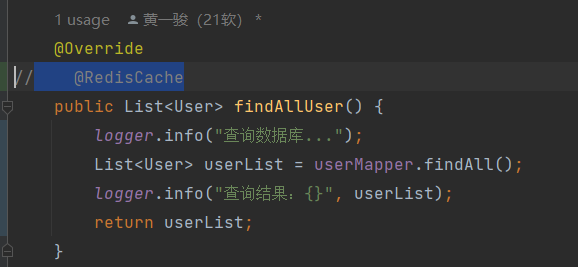 1 usage 黄一骏（21软） *
@Override
//    @RedisCache
public List<User> findAllUser() {
    logger.info("查询数据库...");
    List<User> userList = userMapper.findAll();
    logger.info("查询结果: {}", userList);
    return userList;
}